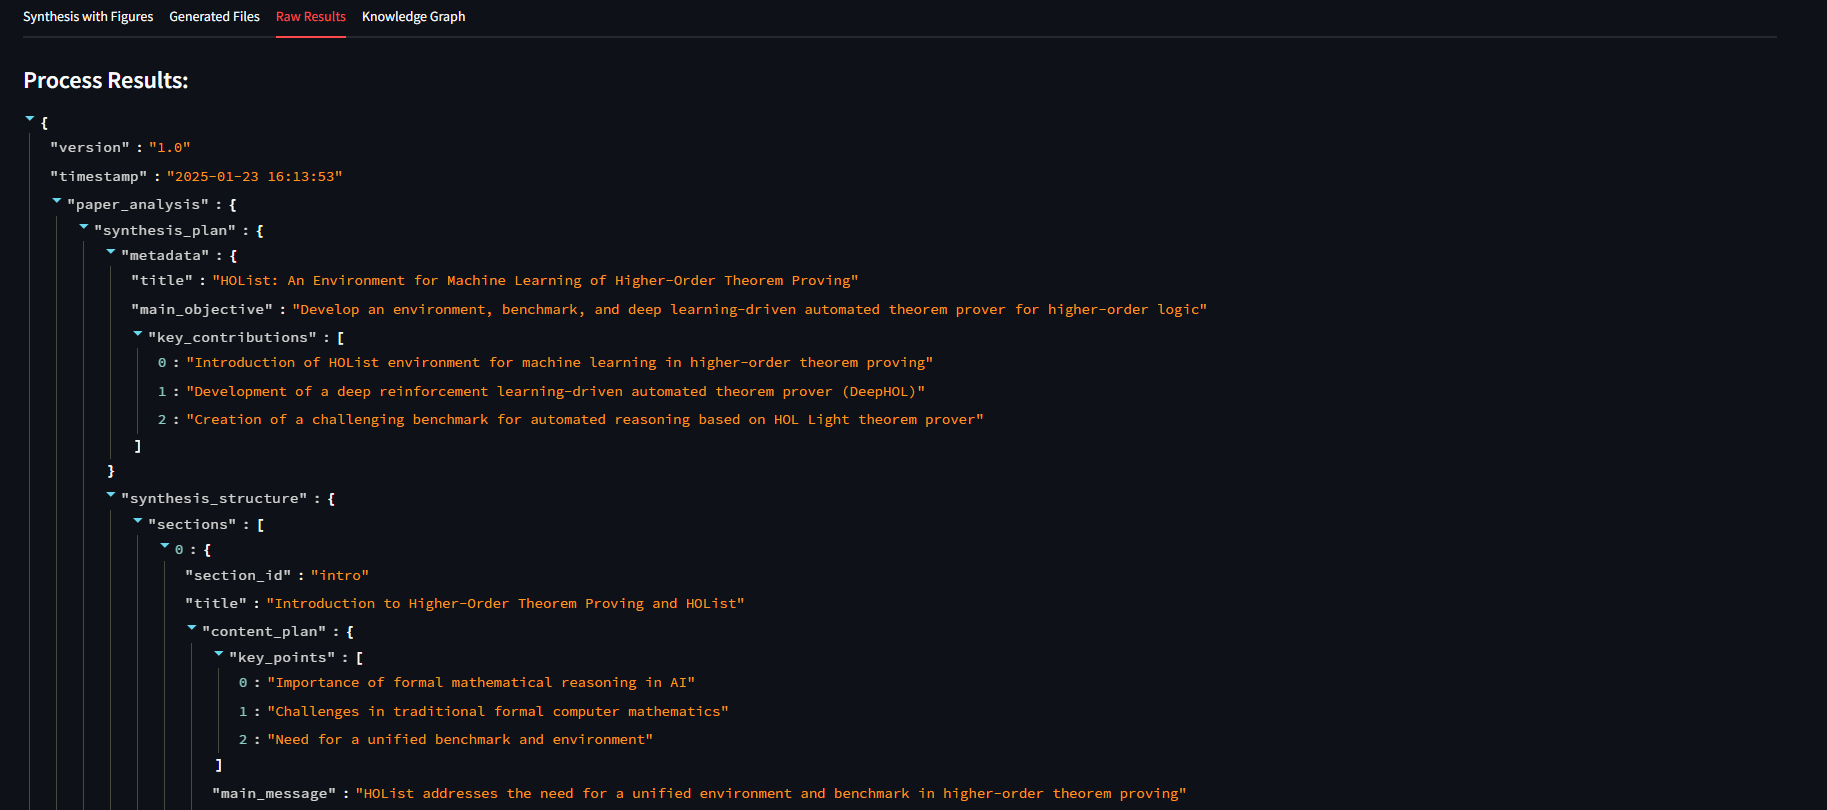 Synthesis with Figures Generated Files Raw Results Knowledge Graph
Process Results:
{
"version" : "1.0"
"timestamp" : "2025-01-23 16:13:53"
"paper_analysis" : {
"synthesis_plan" : {
"metadata" : {
"title" : "HOList: An Environment for Machine Learning of Higher-Order Theorem Proving"
"main_objective" : "Develop an environment, benchmark, and deep learning-driven automated theorem prover for higher-order logic"
"key_contributions" : [
0 : "Introduction of HOList environment for machine learning in higher-order theorem proving"
1 : "Development of a deep reinforcement learning-driven automated theorem prover (DeepHOL)"
2 : "Creation of a challenging benchmark for automated reasoning based on HOL Light theorem prover"
]
}
"synthesis_structure" : {
"sections" : [
0 : {
"section_id" : "intro"
"title" : "Introduction to Higher-Order Theorem Proving and HOList"
"content_plan" : {
"key_points" : [
0 : "Importance of formal mathematical reasoning in AI"
1 : "Challenges in traditional formal computer mathematics"
2 : "Need for a unified benchmark and environment"
]
"main_message" : "HOList addresses the need for a unified environment and benchmark in higher-order theorem proving"